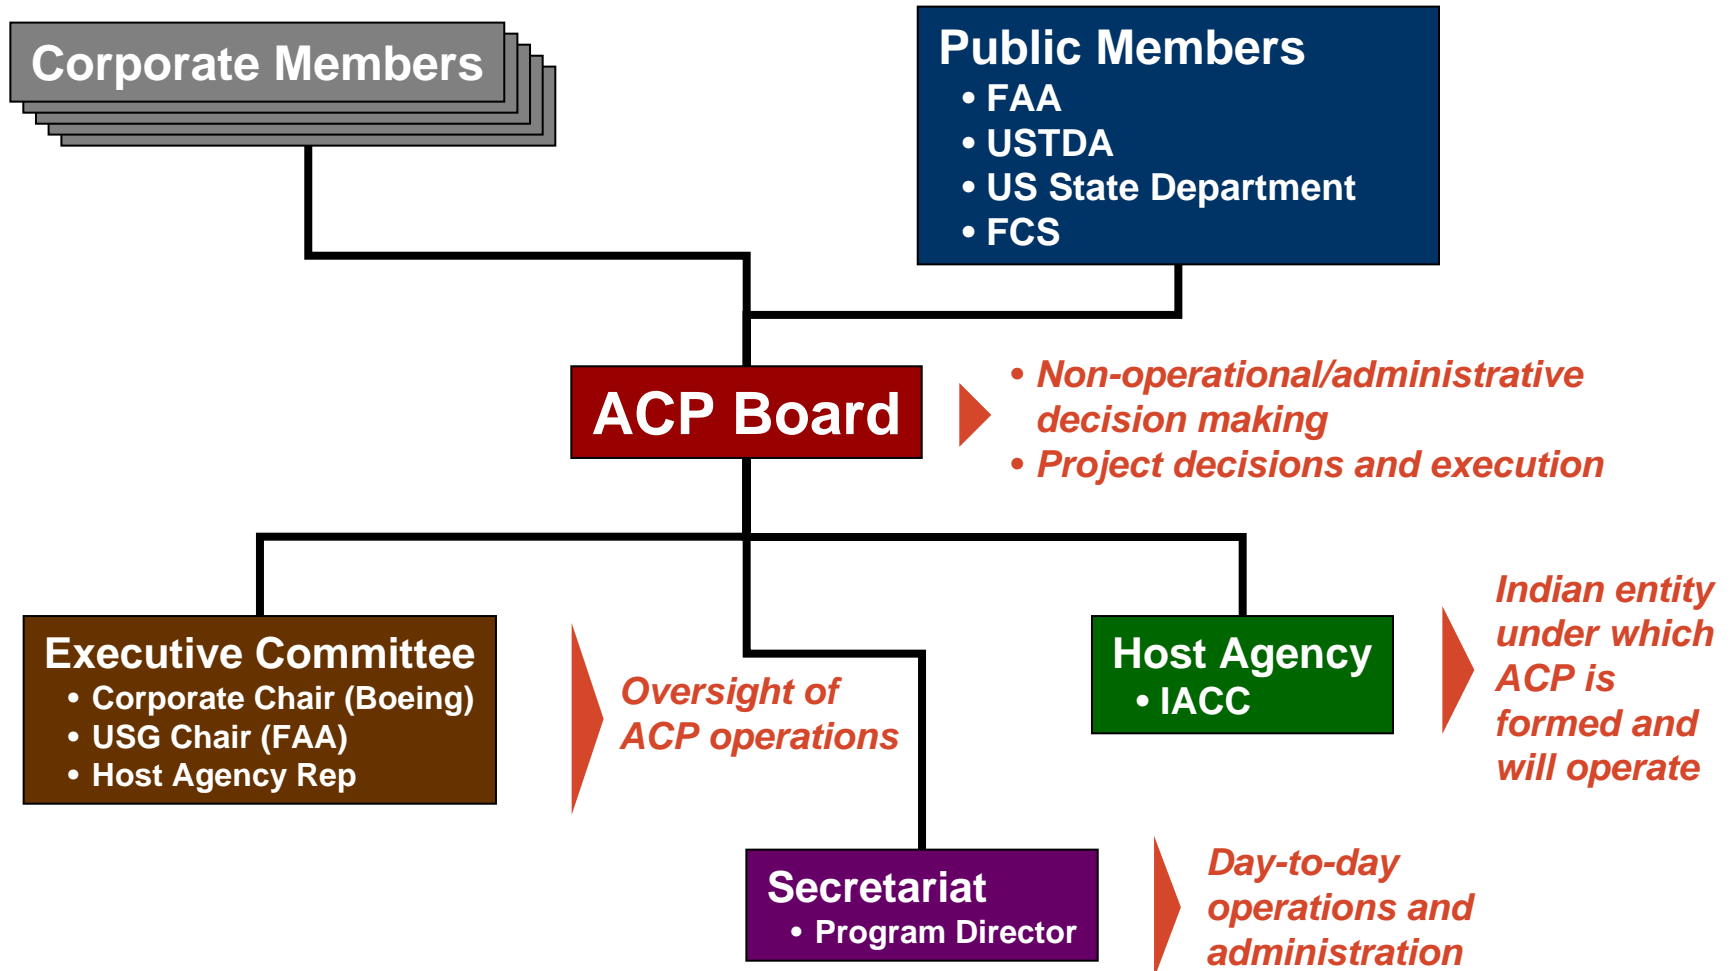 Corporate Members
Public Members
• FAA
• USTDA
• US State Department
• FCS
ACP Board
• Non-operational/administrative
decision making
• Project decisions and execution
Executive Committee
• Corporate Chair (Boeing)
• USG Chair (FAA)
• Host Agency Rep
Oversight of
ACP operations
Host Agency
• IACC
Indian entity
under which
ACP is
formed and
will operate
Secretariat
• Program Director
Day-to-day
operations and
administration